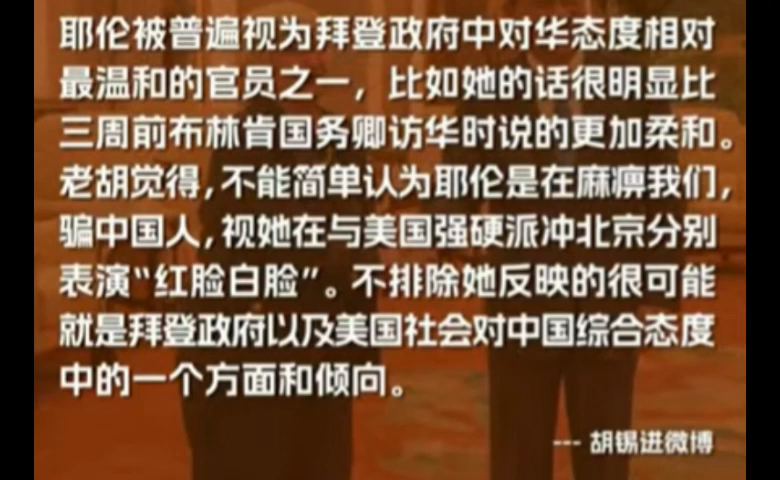 耶伦被普遍视为拜登政府中对华态度相对
最温和的官员之一，比如她的话很明显比
三周前布林肯国务卿访华时说的更加柔和。
老胡觉得，不能简单认为耶伦是在麻痹我们，
骗中国人，视她在与美国强硬派冲北京分别
表演“红脸白脸”。不排除她反映的很可能
就是拜登政府以及美国社会对中国综合态度
中的一个方面和倾向。
--- 胡锡进微博